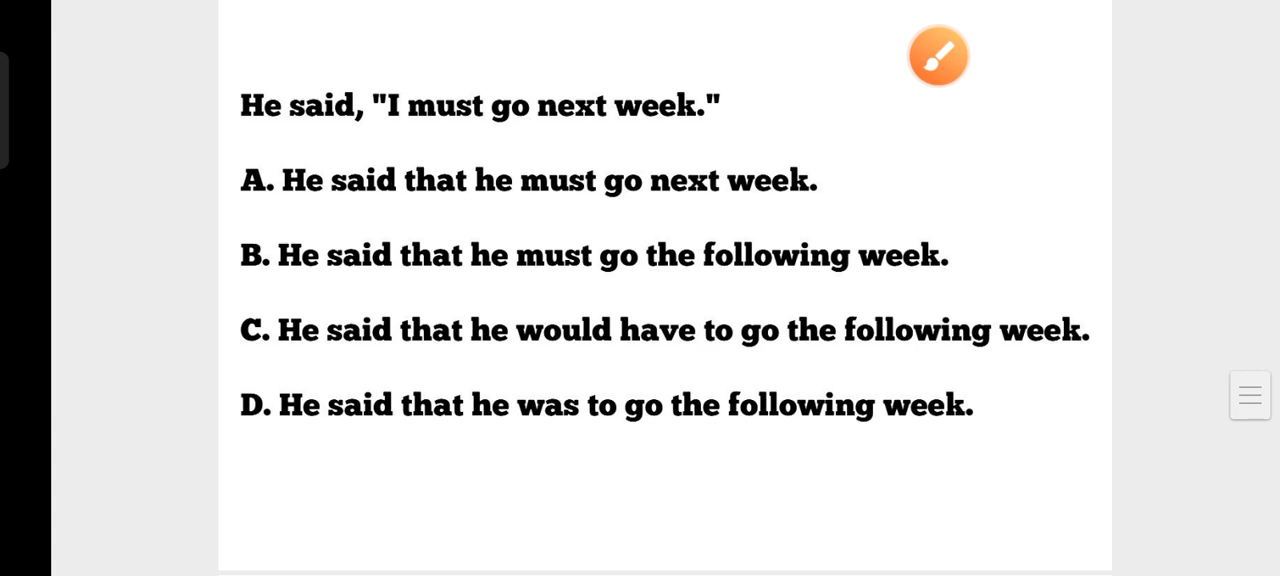 He said, "I must go next week."
A. He said that he must go next week.
B. He said that he must go the following week.
C. He said that he would have to go the following week.
D. He said that he was to go the following week.